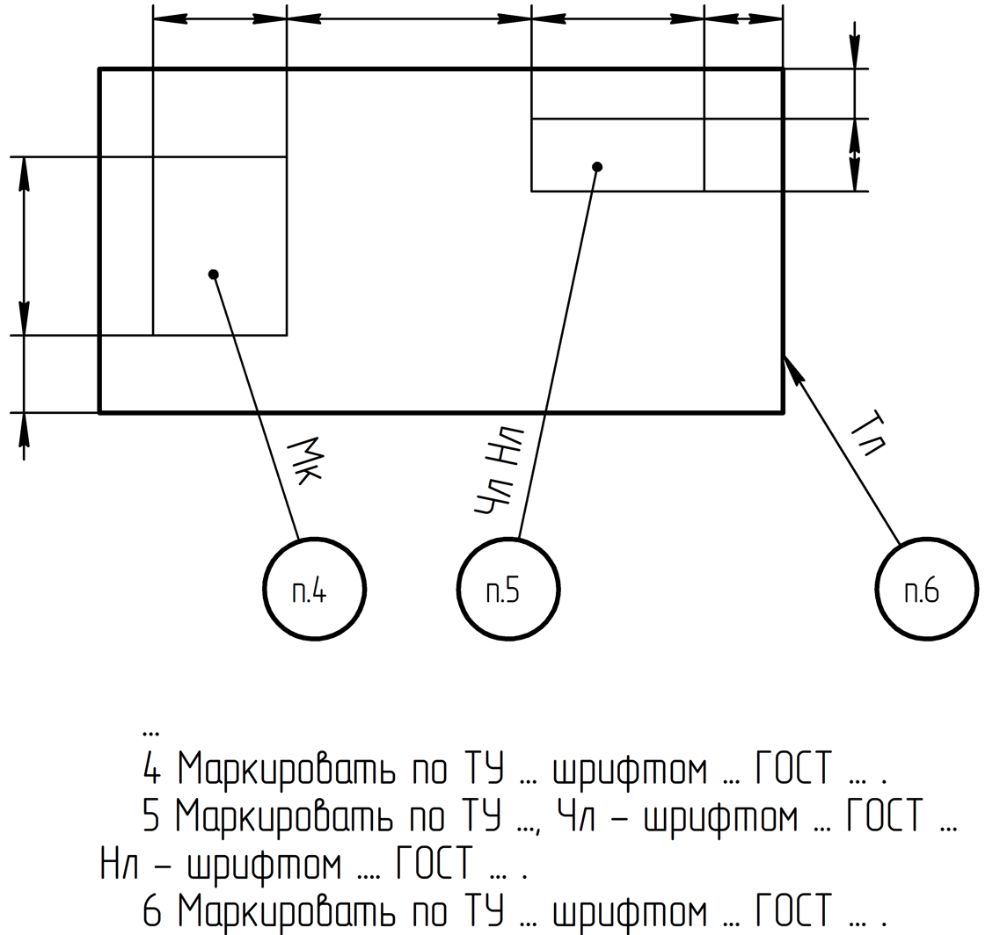 Мк
Чл Нл
Тл
п.4
п.5
п.6
...
4 Маркировать по ТУ ... шрифтом ... ГОСТ ... .
5 Маркировать по ТУ ..., Чл – шрифтом ... ГОСТ ...
Нл – шрифтом .... ГОСТ ... .
6 Маркировать по ТУ ... шрифтом ... ГОСТ ... .